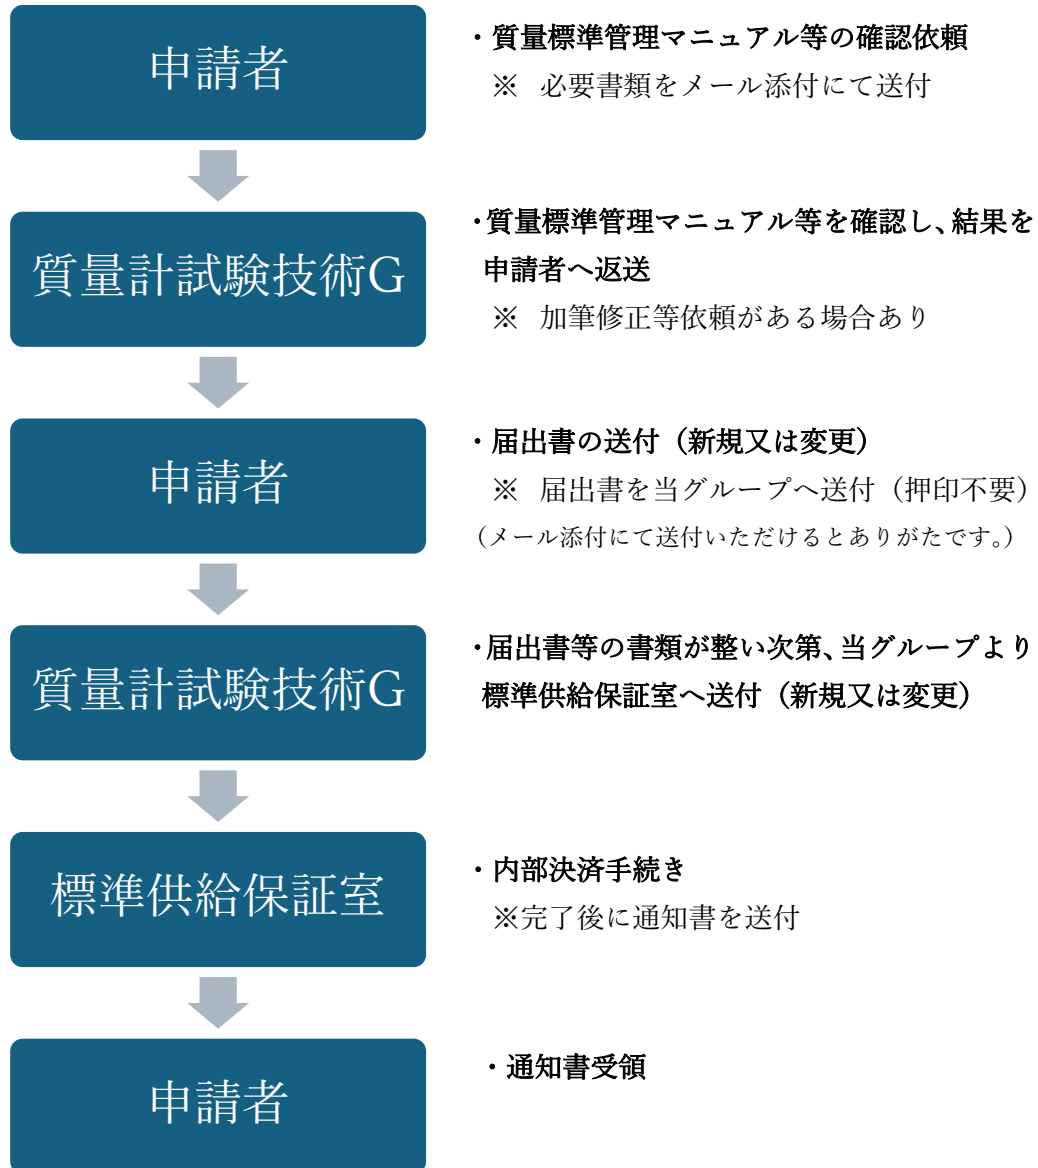 申請者
・質量標準管理マニュアル等の確認依頼
※ 必要書類をメール添付にて送付
質量計試験技術G
・質量標準管理マニュアル等を確認し、結果を
申請者へ返送
※ 加筆修正等依頼がある場合あり
申請者
・届出書の送付（新規又は変更）
※ 届出書を当グループへ送付（押印不要）
（メール添付にて送付いただけるとありがたです。）
質量計試験技術G
・届出書等の書類が整い次第、当グループより
標準供給保証室へ送付（新規又は変更）
標準供給保証室
・内部決済手続き
※完了後に通知書を送付
申請者
・通知書受領